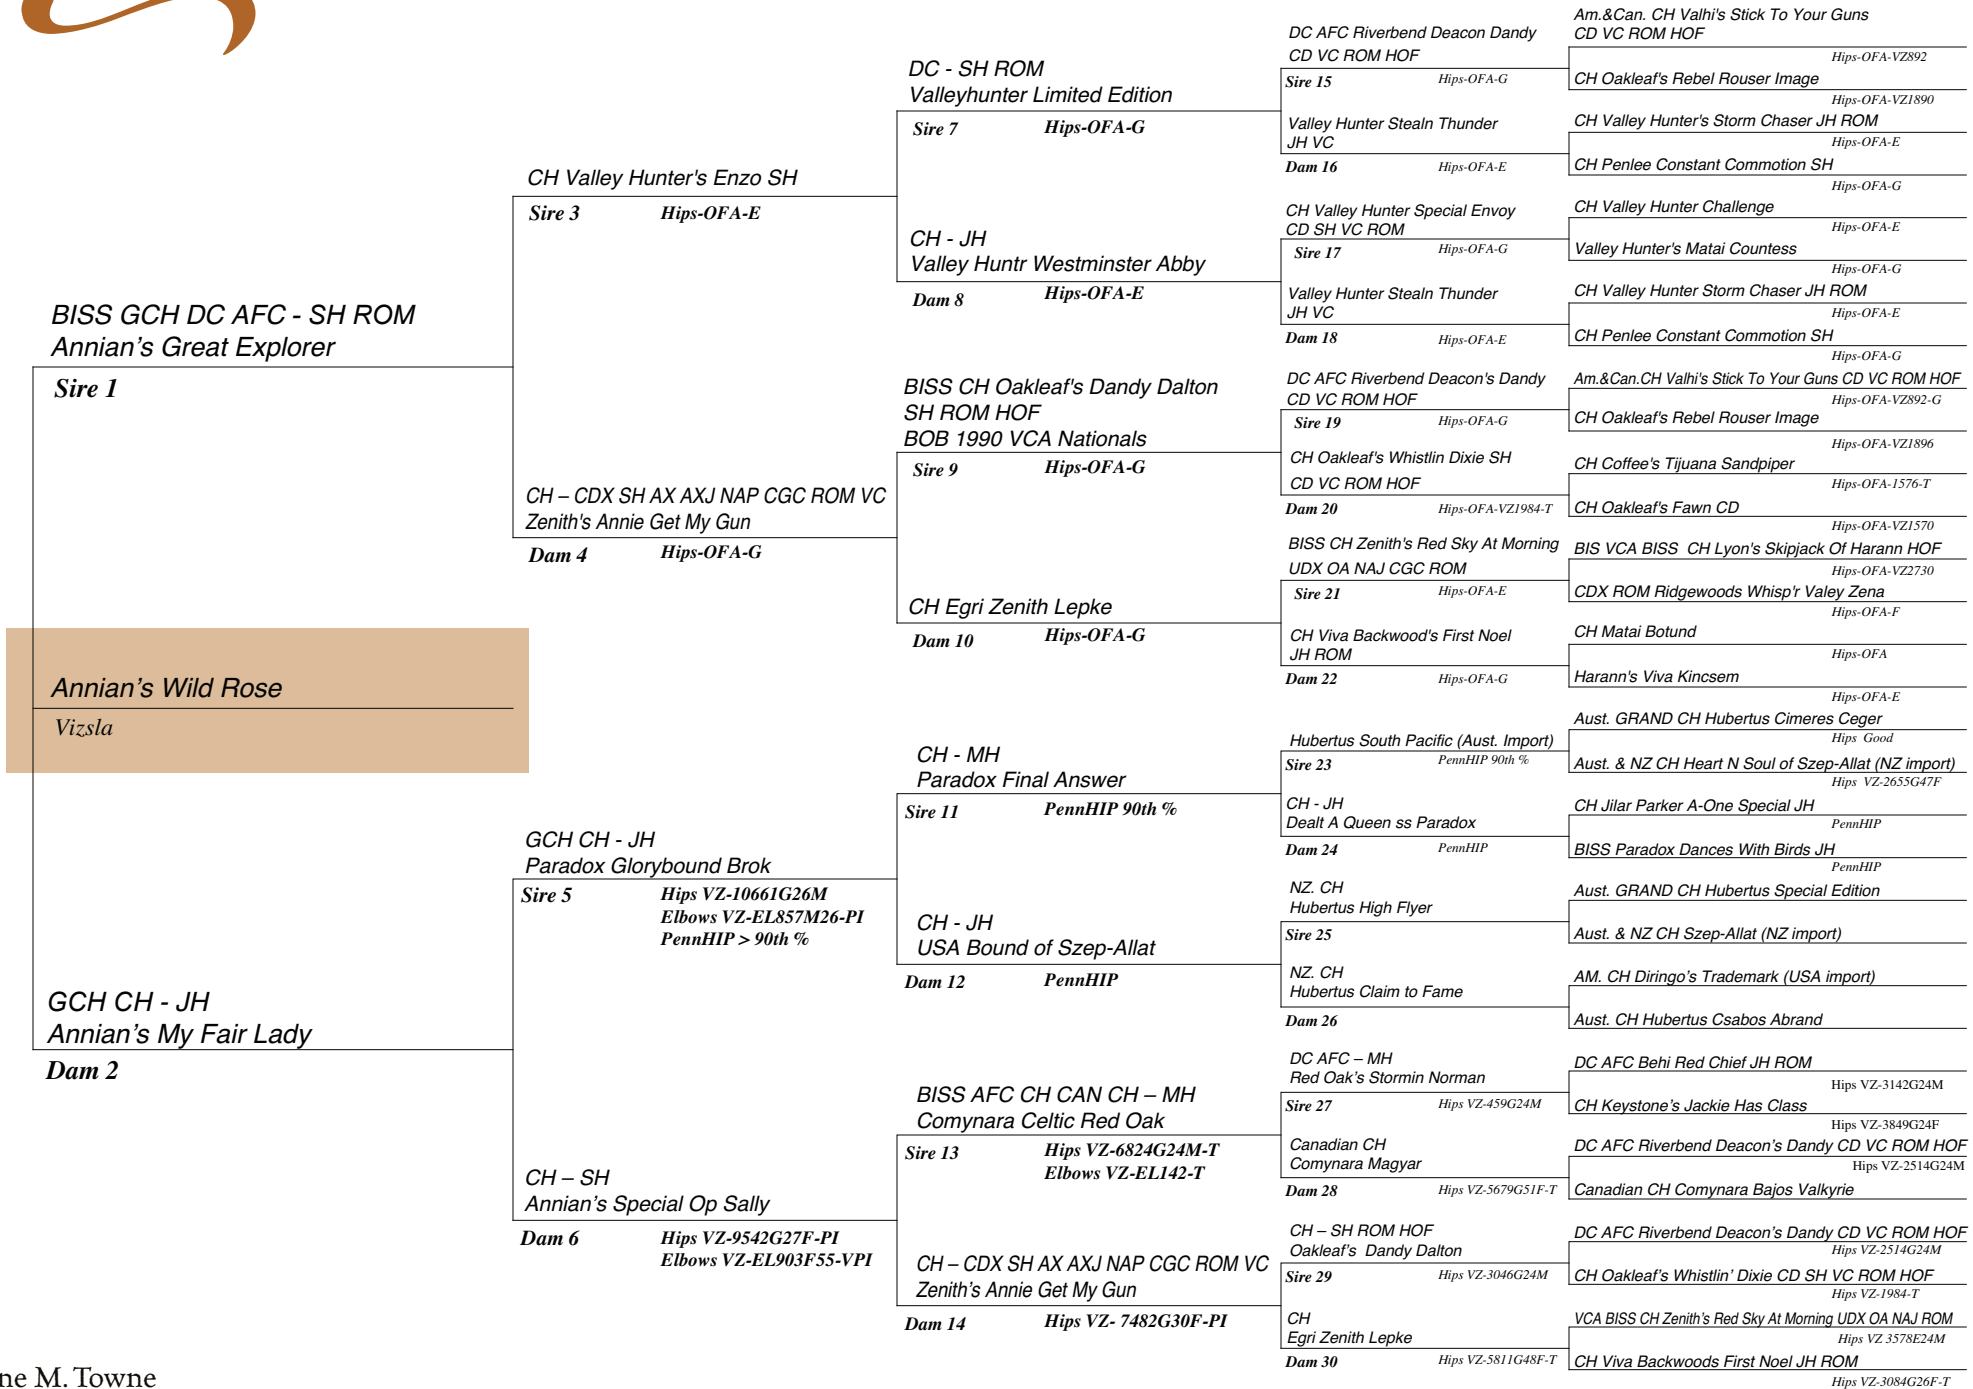 BISS GCH DC AFC - SH ROM
Annian’s Great Explorer
Sire 1
Annian’s Wild Rose
Vizsla
GCH CH - JH
Annian’s My Fair Lady
Dam 2
ne M. Towne
CH Valley Hunter's Enzo SH
Sire 3 Hips-OFA-E
CH – CDX SH AX AXJ NAP CGC ROM VC
Zenith's Annie Get My Gun
Dam 4 Hips-OFA-G
GCH CH - JH
Paradox Glorybound Brok
Sire 5 Hips VZ-10661G26M
Elbows VZ-EL857M26-PI
PennHIP > 90th %
CH – SH
Annian’s Special Op Sally
Dam 6 Hips VZ-9542G27F-PI
Elbows VZ-EL903F55-VPI
DC - SH ROM
Valleyhunter Limited Edition
Sire 7 Hips-OFA-G
CH - JH
Valley Huntr Westminster Abby
Dam 8 Hips-OFA-E
BISS CH Oakleaf's Dandy Dalton
SH ROM HOF
BOB 1990 VCA Nationals
Sire 9 Hips-OFA-G
CH Egri Zenith Lepke
Dam 10 Hips-OFA-G
CH - MH
Paradox Final Answer
Sire 11 PennHIP 90th %
CH - JH
USA Bound of Szep-Allat
Dam 12 PennHIP
BISS AFC CH CAN CH – MH
Comynara Celtic Red Oak
Sire 13 Hips VZ-6824G24M-T
Elbows VZ-EL142-T
CH – CDX SH AX AXJ NAP CGC ROM VC
Zenith’s Annie Get My Gun
Dam 14 Hips VZ- 7482G30F-PI
DC AFC Riverbend Deacon Dandy
CD VC ROM HOF
Sire 15 Hips-OFA-G
Valley Hunter Stealn Thunder
JH VC
Dam 16 Hips-OFA-E
CH Valley Hunter Special Envoy
CD SH VC ROM
Sire 17 Hips-OFA-G
Valley Hunter Stealn Thunder
JH VC
Dam 18 Hips-OFA-E
DC AFC Riverbend Deacon's Dandy
CD VC ROM HOF
Sire 19 Hips-OFA-G
CH Oakleaf's Whistlin Dixie SH
CD VC ROM HOF
Dam 20 Hips-OFA-VZ1984-T
BISS CH Zenith's Red Sky At Morning
UDX OA NAJ CGC ROM
Sire 21 Hips-OFA-E
CH Viva Backwood's First Noel
JH ROM
Dam 22 Hips-OFA-G
Hubertus South Pacific (Aust. Import)
Sire 23 PennHIP 90th %
CH - JH
Dealt A Queen ss Paradox
Dam 24 PennHIP
NZ. CH
Hubertus High Flyer
Sire 25
NZ. CH
Hubertus Claim to Fame
Dam 26
DC AFC – MH
Red Oak’s Stormin Norman
Sire 27 Hips VZ-459G24M
Canadian CH
Comynara Magyar
Dam 28 Hips VZ-5679G51F-T
CH – SH ROM HOF
Oakleaf’s Dandy Dalton
Sire 29 Hips VZ-3046G24M
CH
Egri Zenith Lepke
Dam 30 Hips VZ-5811G48F-T
Am.&Can. CH Valhi's Stick To Your Guns
CD VC ROM HOF
Hips-OFA-VZ892
CH Oakleaf's Rebel Rouser Image
Hips-OFA-VZ1890
CH Valley Hunter's Storm Chaser JH ROM
Hips-OFA-E
CH Penlee Constant Commotion SH
Hips-OFA-G
CH Valley Hunter Challenge
Hips-OFA-E
Valley Hunter's Matai Countess
Hips-OFA-G
CH Valley Hunter Storm Chaser JH ROM
Hips-OFA-E
CH Penlee Constant Commotion SH
Hips-OFA-G
Am.&Can.CH Valhi's Stick To Your Guns CD VC ROM HOF
Hips-OFA-VZ892-G
CH Oakleaf's Rebel Rouser Image
Hips-OFA-VZ1896
CH Coffee's Tijuana Sandpiper
Hips-OFA-1576-T
CH Oakleaf's Fawn CD
Hips-OFA-VZ1570
BIS VCA BISS CH Lyon's Skipjack Of Harann HOF
Hips-OFA-VZ2730
CDX ROM Ridgewoods Whisp'r Valey Zena
Hips-OFA-F
CH Matai Botund
Hips-OFA
Harann's Viva Kincsem
Hips-OFA-E
Aust. GRAND CH Hubertus Cimeres Ceger
Hips Good
Aust. & NZ CH Heart N Soul of Szep-Allat (NZ import)
Hips VZ-2655G47F
CH Jilar Parker A-One Special JH
PennHIP
BISS Paradox Dances With Birds JH
PennHIP
Aust. GRAND CH Hubertus Special Edition
Aust. & NZ CH Szep-Allat (NZ import)
AM. CH Diringo’s Trademark (USA import)
Aust. CH Hubertus Csabos Abrand
DC AFC Behi Red Chief JH ROM
Hips VZ-3142G24M
CH Keystone’s Jackie Has Class
Hips VZ-3849G24F
DC AFC Riverbend Deacon’s Dandy CD VC ROM HOF
Hips VZ-2514G24M
Canadian CH Comynara Bajos Valkyrie
DC AFC Riverbend Deacon’s Dandy CD VC ROM HOF
Hips VZ-2514G24M
CH Oakleaf’s Whistlin’ Dixie CD SH VC ROM HOF
Hips VZ-1984-T
VCA BISS CH Zenith’s Red Sky At Morning UDX OA NAJ ROM
Hips VZ 3578E24M
CH Viva Backwoods First Noel JH ROM
Hips VZ-3084G26F-T